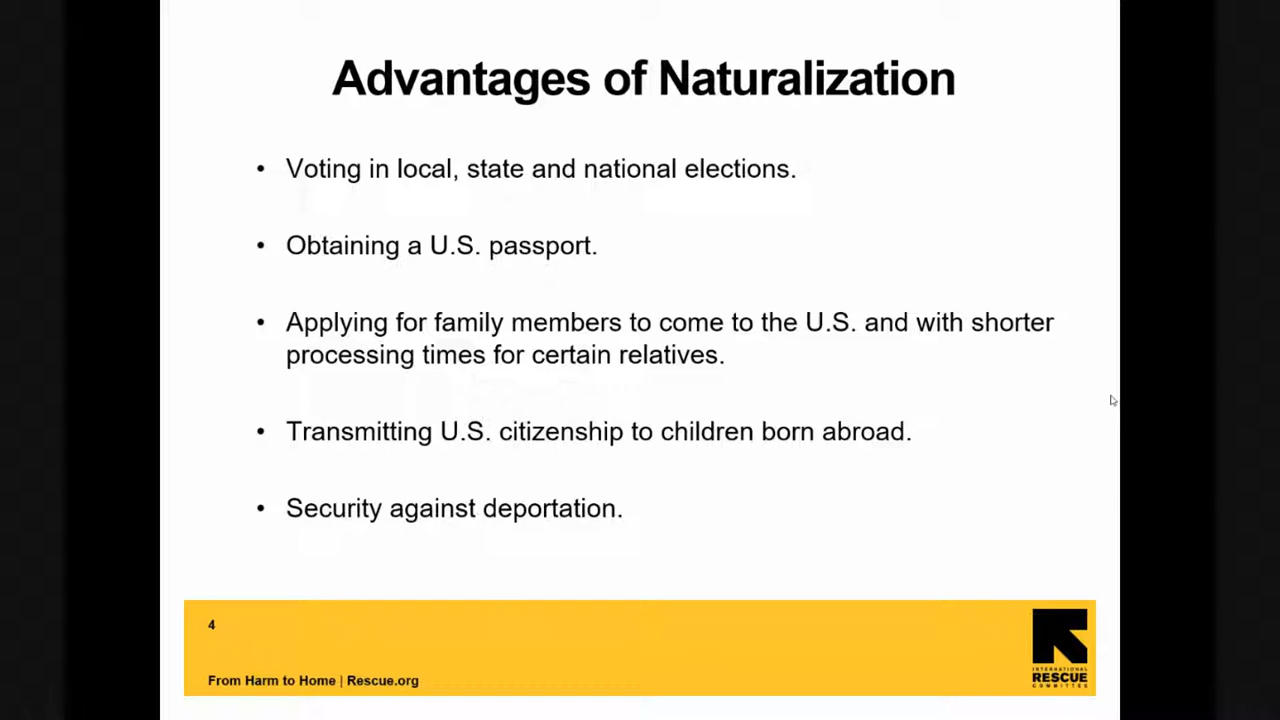 Advantages of Naturalization
• Voting in local, state and national elections.
• Obtaining a U.S. passport.
• Applying for family members to come to the U.S. and with shorter
processing times for certain relatives.
• Transmitting U.S. citizenship to children born abroad.
• Security against deportation.
4
From Harm to Home | Rescue.org
INTERNATIONAL
RESCUE
COMMITTEE